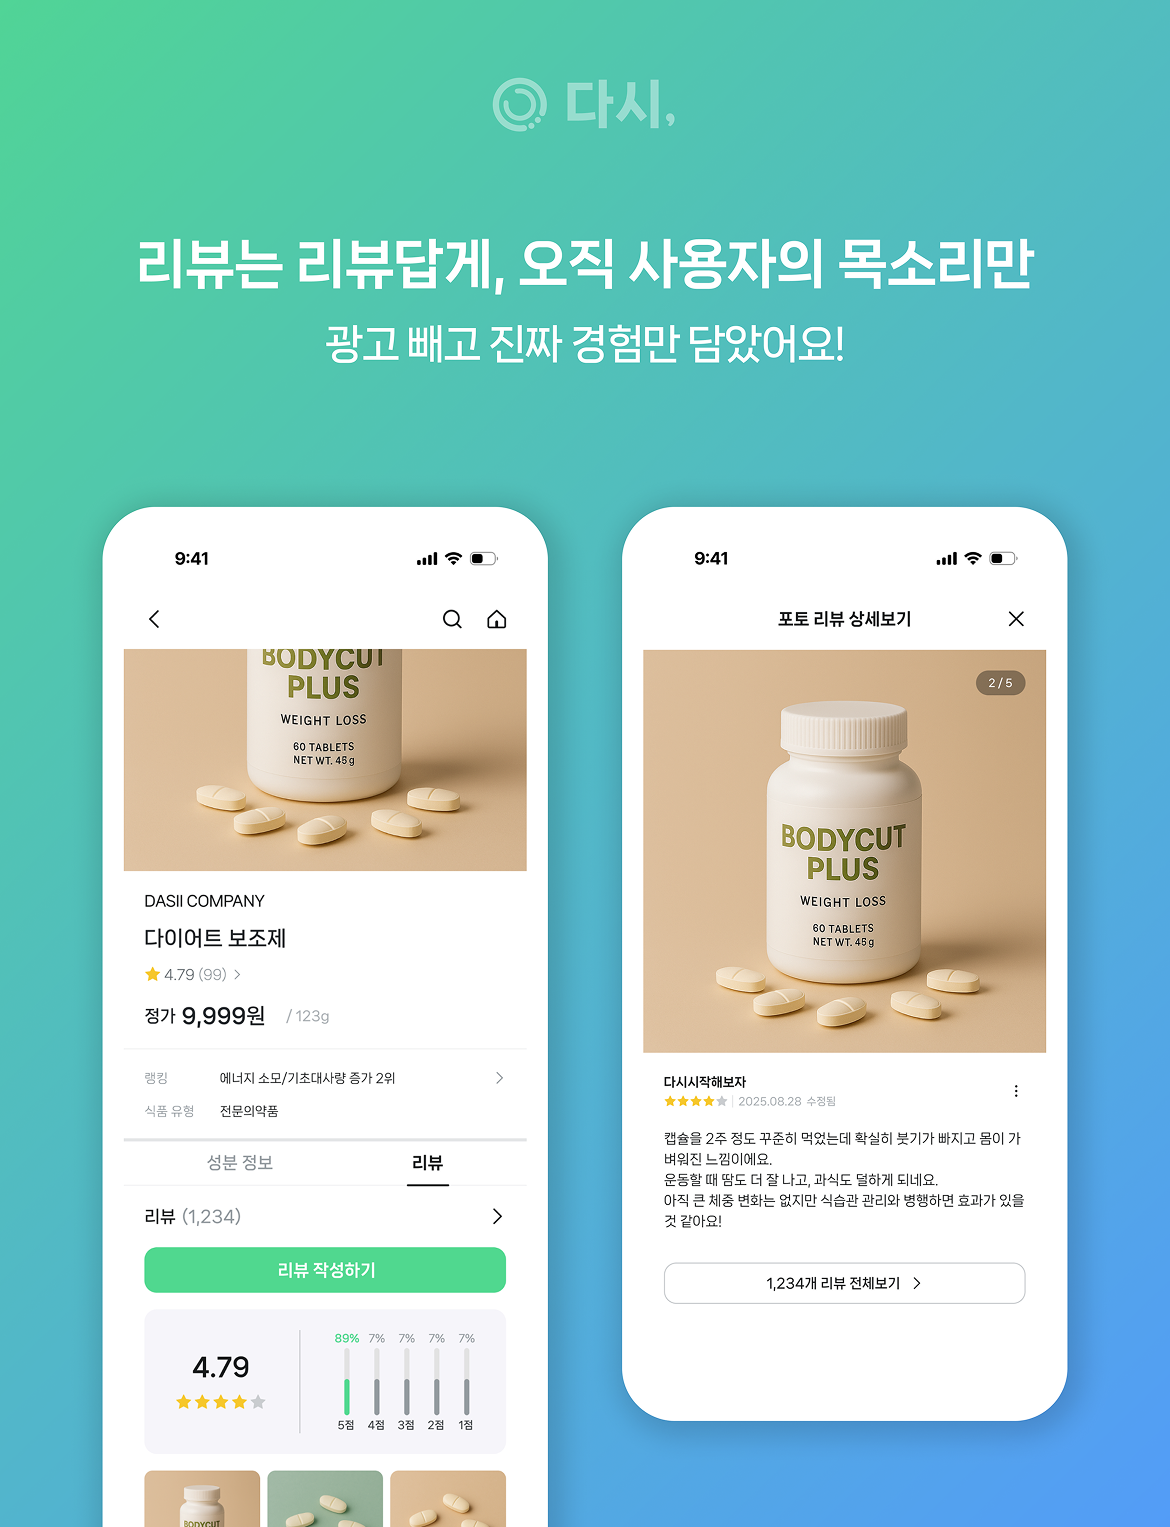 다시,
리뷰는 리뷰답게, 오직 사용자의 목소리만
광고 빼고 진짜 경험만 담았어요!
9:41
BODYCUT
PLUS
WEIGHT LOSS
60 TABLETS
NET WT. 45g
DASII COMPANY
다이어트 보조제
4.79 (99)
정가 9,999원 / 123g
랭킹 에너지 소모/기초대사량 증가 2위
식품 유형 전문의약품
성분 정보 리뷰
리뷰 (1,234)
리뷰 작성하기
4.79
89% 7% 7% 7% 7%
5점 4점 3점 2점 1점
BODYCUT
9:41
포토 리뷰 상세보기
2 / 5
BODYCUT
PLUS
WEIGHT LOSS
60 TABLETS
NET WT. 45g
다시시작해보자
2025.08.28 수정됨
캡슐을 2주 정도 꾸준히 먹었는데 확실히 붓기가 빠지고 몸이 가
벼워진 느낌이에요.
운동할 때 땀도 더 잘 나고, 과식도 덜하게 되네요.
아직 큰 체중 변화는 없지만 식습관 관리와 병행하면 효과가 있을
것 같아요!
1,234개 리뷰 전체보기